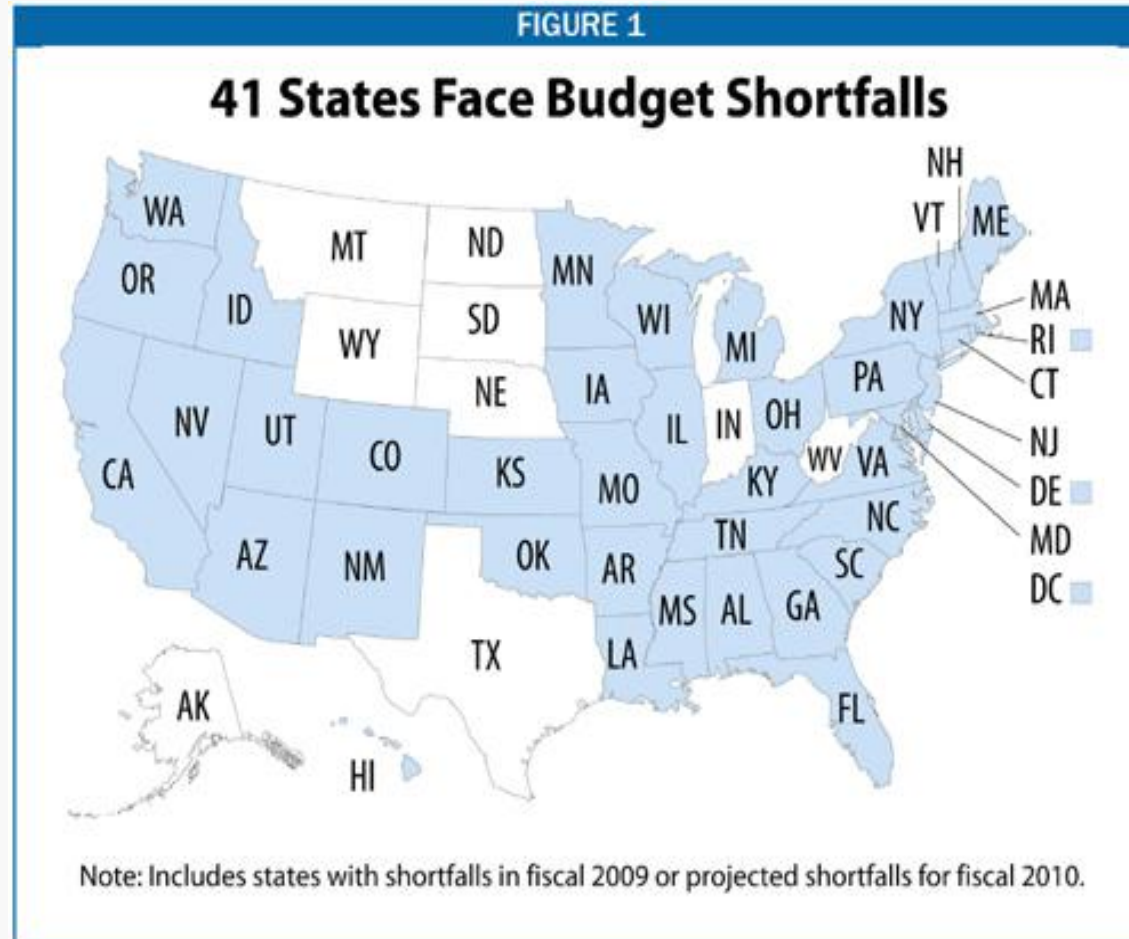 FIGURE 1
41 States Face Budget Shortfalls
NH
VT
ME
WA
MT
ND
MN
OR
ID
SD
WI
NY
MA
WY
MI
RI
NE
IA
PA
CT
NV
UT
CO
IL
IN
OH
NJ
CA
KS
MO
KY
WV
VA
DE
AZ
NM
OK
AR
TN
NC
MD
SC
DC
MS
AL
GA
TX
LA
AK
FL
HI
Note: Includes states with shortfalls in fiscal 2009 or projected shortfalls for fiscal 2010.